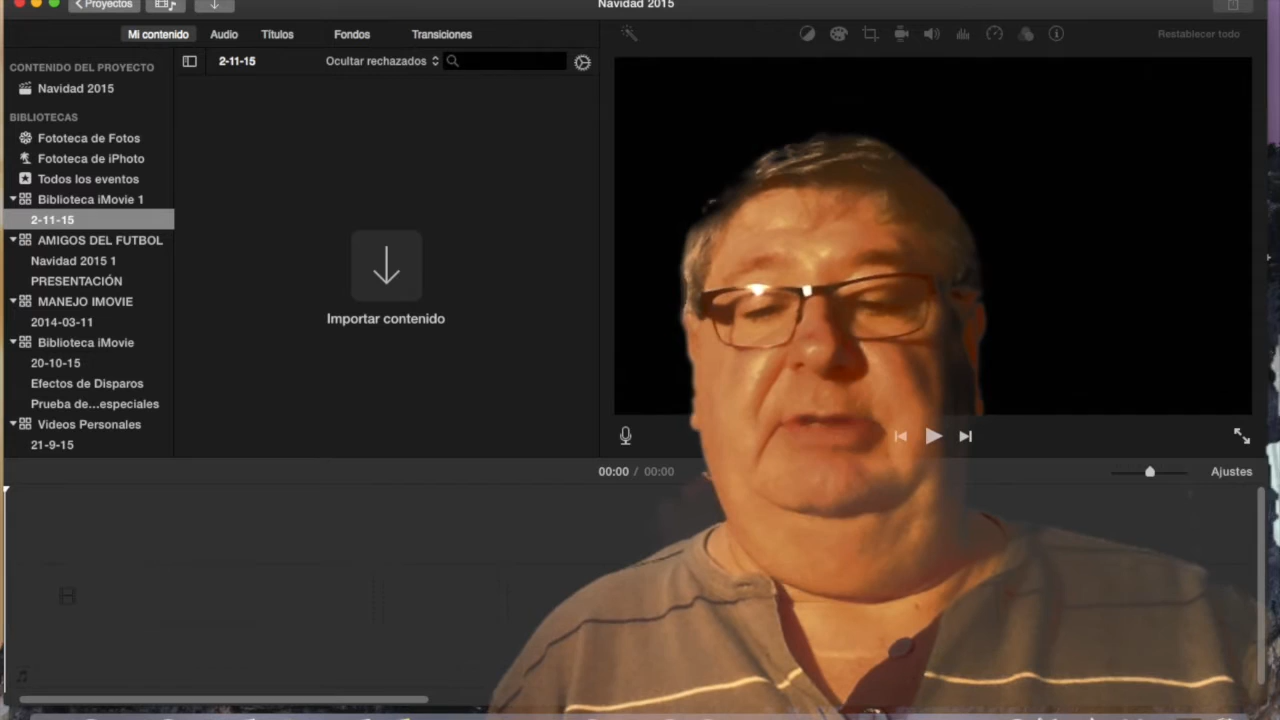 Proyectos
Navidad 2015
Mi contenido Audio Títulos Fondos Transiciones
Restablecer todo
CONTENIDO DEL PROYECTO
Navidad 2015
2-11-15 Ocultar rechazados
BIBLIOTECAS
Fototeca de Fotos
Fototeca de iPhoto
Todos los eventos
Biblioteca iMovie 1
2-11-15
AMIGOS DEL FUTBOL
Navidad 2015 1
PRESENTACIÓN
MANEJO IMOVIE
2014-03-11
Biblioteca iMovie
20-10-15
Efectos de Disparos
Prueba de...especiales
Videos Personales
21-9-15
Importar contenido
00:00 / 00:00
Ajustes